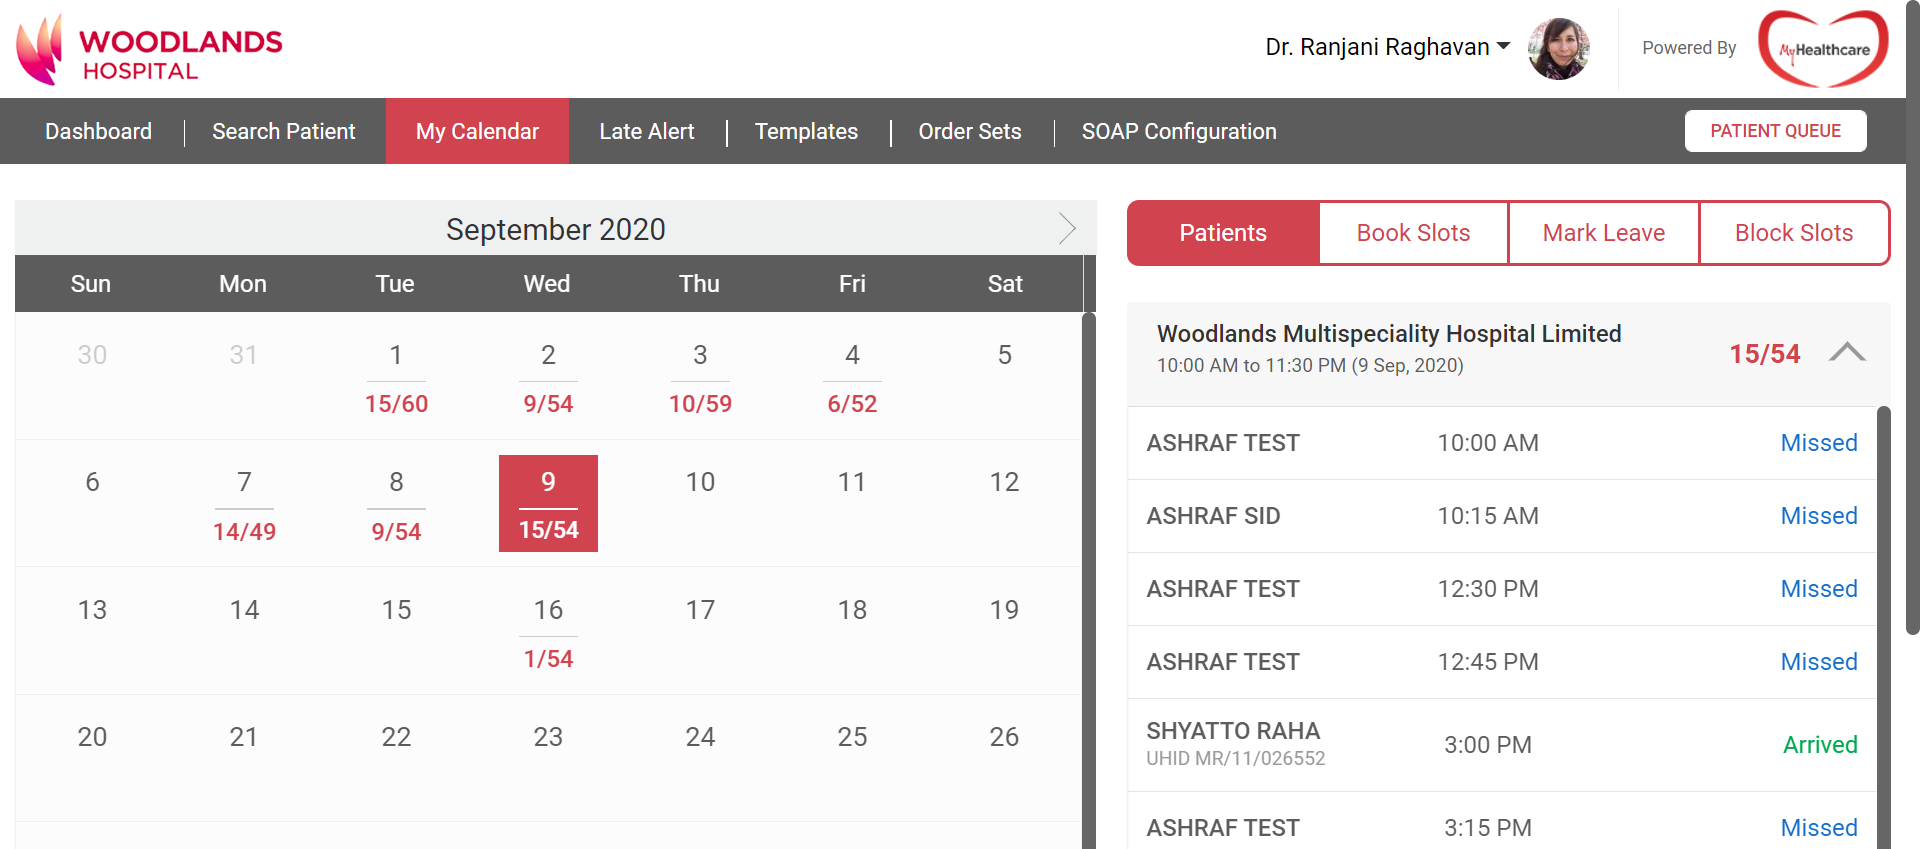 WOODLANDS
HOSPITAL
Dr. Ranjani Raghavan
Powered By
MyHealthcare
Dashboard
Search Patient
My Calendar
Late Alert
Templates
Order Sets
SOAP Configuration
PATIENT QUEUE
September 2020
Sun Mon Tue Wed Thu Fri Sat
30 31 1 2 3 4 5
15/60 9/54 10/59 6/52
6 7 8 9 10 11 12
14/49 9/54 15/54
13 14 15 16 17 18 19
1/54
20 21 22 23 24 25 26
Patients
Book Slots
Mark Leave
Block Slots
Woodlands Multispeciality Hospital Limited
10:00 AM to 11:30 PM (9 Sep, 2020)
15/54
ASHRAF TEST 10:00 AM Missed
ASHRAF SID 10:15 AM Missed
ASHRAF TEST 12:30 PM Missed
ASHRAF TEST 12:45 PM Missed
SHYATTO RAHA 3:00 PM Arrived
UHID MR/11/026552
ASHRAF TEST 3:15 PM Missed